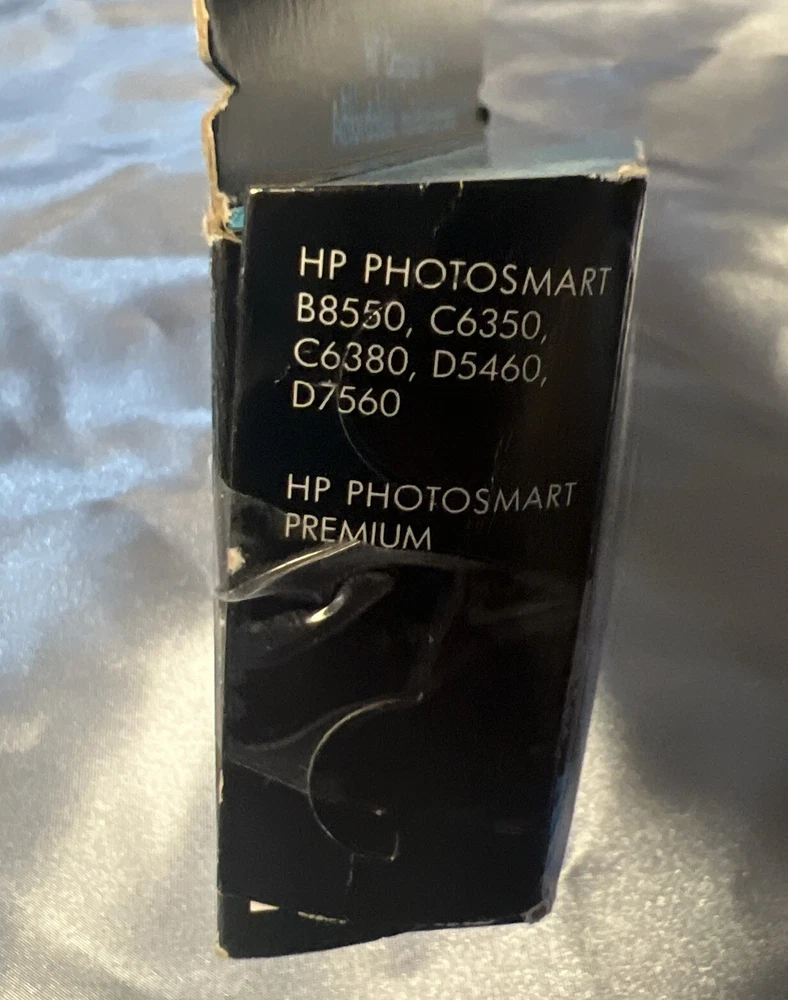 HP PHOTOSMART
B8550, C6350,
C6380, D5460,
D7560
HP PHOTOSMART
PREMIUM